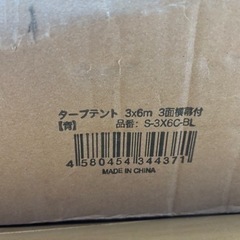 タープテント 3x6m 3面横幕付
【青】 品番: S-3X6C-BL
4 580454 344371
MADE IN CHINA